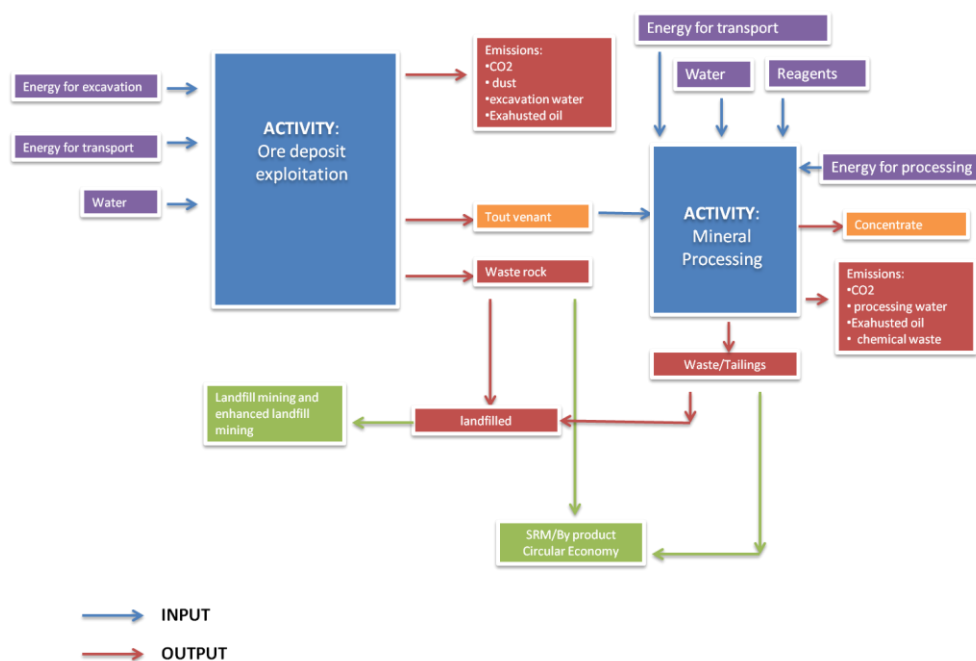 Energy for excavation
Energy for transport
Water
ACTIVITY:
Ore deposit
exploitation
Emissions:
•CO2
• dust
•excavation water
•Exahusted oil
Tout venant
Waste rock
Energy for transport
Water
Reagents
Energy for processing
ACTIVITY:
Mineral
Processing
Concentrate
Emissions:
•CO2
• processing water
•Exahusted oil
• chemical waste
Waste/Tailings
Landfill mining and
enhanced landfill
mining
landfilled
SRM/By product
Circular Economy
INPUT
OUTPUT